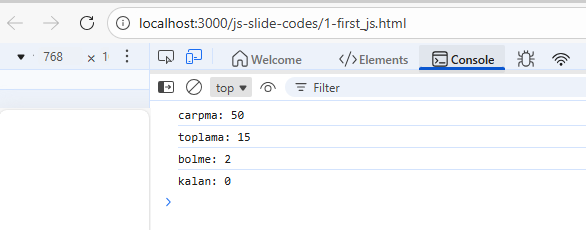 localhost:3000/js-slide-codes/1-first_js.html
768 × 1 Welcome Elements Console
top Filter
carpma: 50
toplama: 15
bolme: 2
kalan: 0